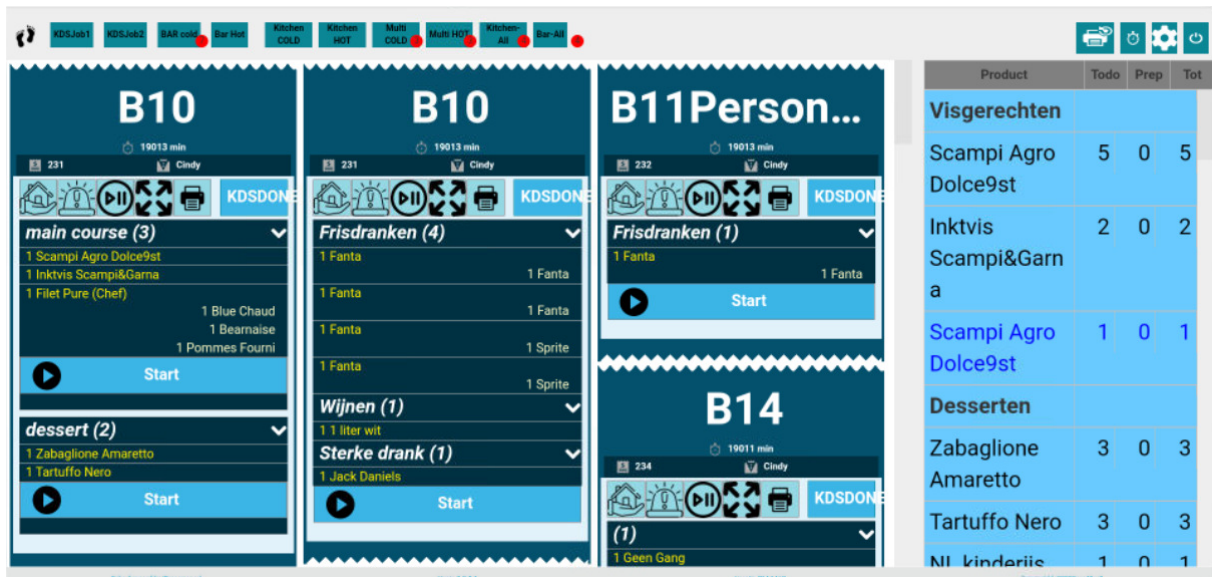 KDSJob1 KDSJob2 BAR cold Bar Hot Kitchen COLD Kitchen HOT Multi COLD Multi HOT Kitchen-All Bar-All
B10
19013 min
231 Cindy
KDSDONE
main course (3)
1 Scampi Agro Dolce9st
1 Inktvis Scampi&Garna
1 Filet Pure (Chef)
1 Blue Chaud
1 Bearnaise
1 Pommes Fourni
Start
dessert (2)
1 Zabaglione Amaretto
1 Tartuffo Nero
Start
B10
19013 min
231 Cindy
KDSDONE
Frisdranken (4)
1 Fanta
1 Fanta
1 Fanta
1 Fanta
1 Fanta
1 Sprite
1 Fanta
1 Sprite
Wijnen (1)
1 1 liter wit
Sterke drank (1)
1 Jack Daniels
Start
B11Person...
19013 min
232 Cindy
KDSDONE
Frisdranken (1)
1 Fanta
1 Fanta
Start
B14
19011 min
234 Cindy
KDSDONE
(1)
1 Geen Gang
Product Todo Prep Tot
Visgerechten
Scampi Agro Dolce9st 5 0 5
Inktvis Scampi&Garna 2 0 2
Scampi Agro Dolce9st 1 0 1
Desserten
Zabaglione Amaretto 3 0 3
Tartuffo Nero 3 0 3
NL kinderijs 1 0 1